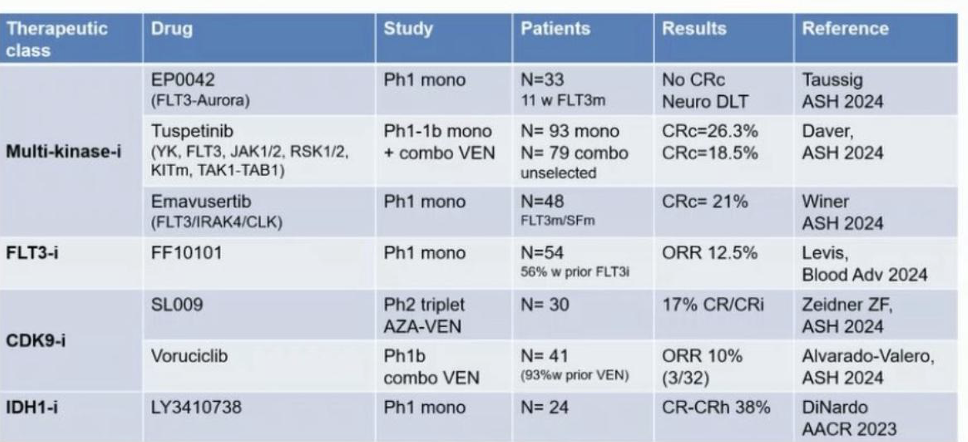 Therapeutic class Drug Study Patients Results Reference
Multi-kinase-i
EP0042
(FLT3-Aurora)
Ph1 mono
N=33
11 w FLT3m
No CRc
Neuro DLT
Taussig
ASH 2024
Tuspetinib
(YK, FLT3, JAK1/2, RSK1/2,
KITm, TAK1-TAB1)
Ph1-1b mono
+ combo VEN
N= 93 mono
N= 79 combo
unselected
CRc=26.3%
CRc=18.5%
Daver,
ASH 2024
Emavusertib
(FLT3/IRAK4/CLK)
Ph1 mono
N=48
FLT3m/SFm
CRc= 21%
Winer
ASH 2024
FLT3-i
FF10101
Ph1 mono
N=54
56% w prior FLT3i
ORR 12.5%
Levis,
Blood Adv 2024
CDK9-i
SL009
Ph2 triplet
AZA-VEN
N= 30
17% CR/CRi
Zeidner ZF,
ASH 2024
Voruciclib
Ph1b
combo VEN
N= 41
(93%w prior VEN)
ORR 10%
(3/32)
Alvarado-Valero,
ASH 2024
IDH1-i
LY3410738
Ph1 mono
N= 24
CR-CRh 38%
DiNardo
AACR 2023